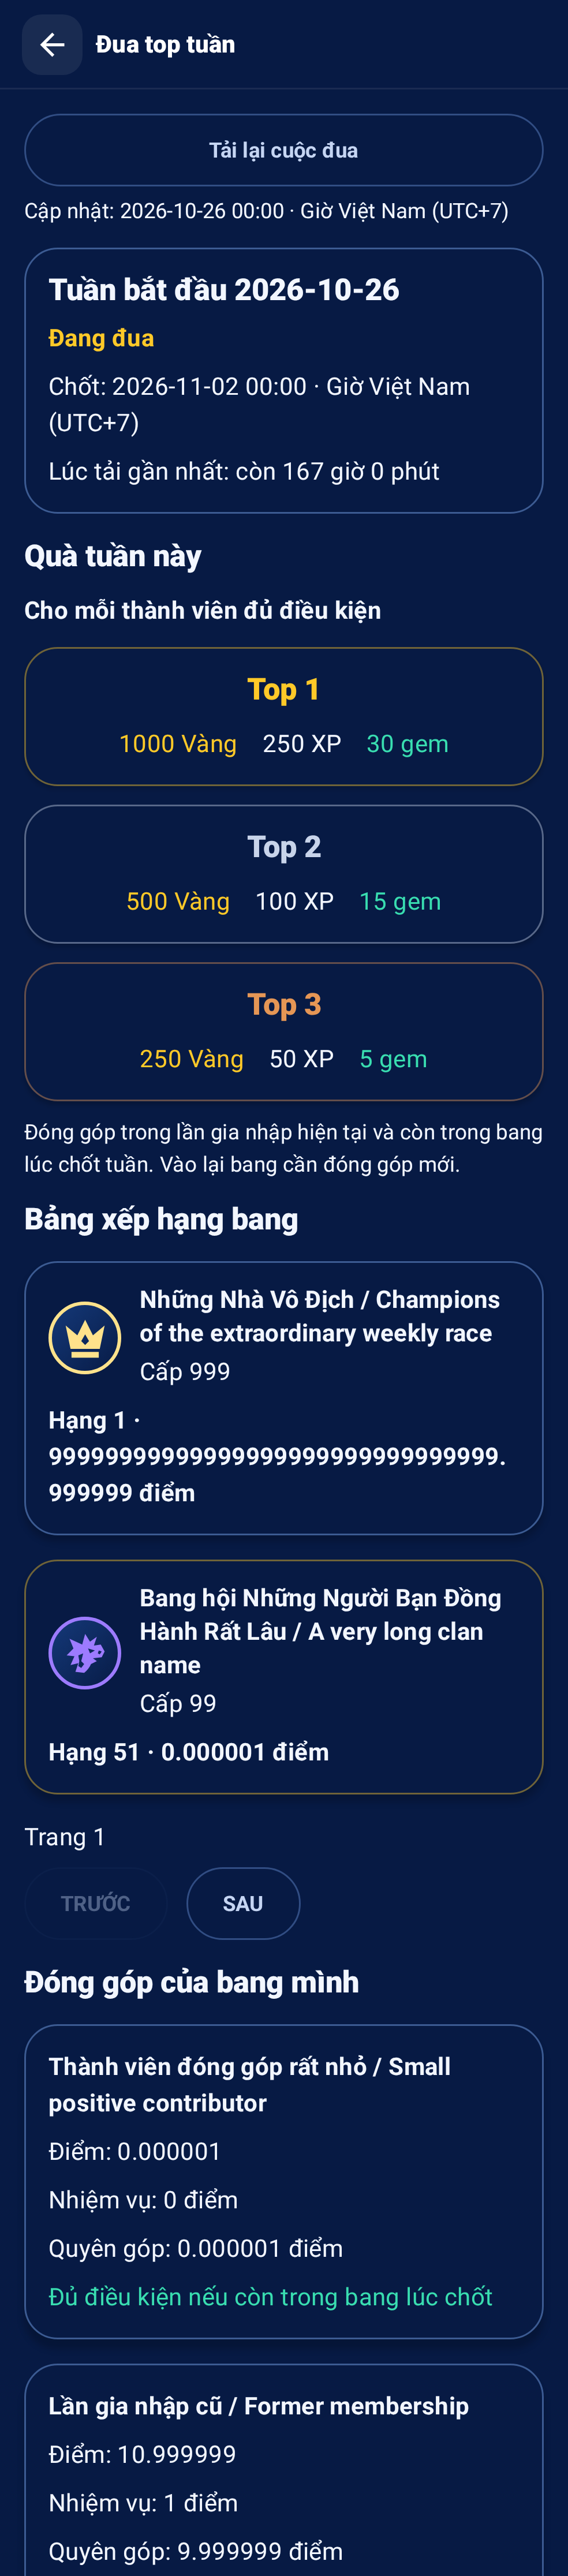 Đua top tuần
Tải lại cuộc đua
Cập nhật: 2026-10-26 00:00 · Giờ Việt Nam (UTC+7)
Tuần bắt đầu 2026-10-26
Đang đua
Chốt: 2026-11-02 00:00 · Giờ Việt Nam
(UTC+7)
Lúc tải gần nhất: còn 167 giờ 0 phút
Quà tuần này
Cho mỗi thành viên đủ điều kiện
Top 1
1000 Vàng 250 XP 30 gem
Top 2
500 Vàng 100 XP 15 gem
Top 3
250 Vàng 50 XP 5 gem
Đóng góp trong lần gia nhập hiện tại và còn trong bang
lúc chốt tuần. Vào lại bang cần đóng góp mới.
Bảng xếp hạng bang
Những Nhà Vô Địch / Champions
of the extraordinary weekly race
Cấp 999
Hạng 1 ·
99999999999999999999999999999999.
999999 điểm
Bang hội Những Người Bạn Đồng
Hành Rất Lâu / A very long clan
name
Cấp 99
Hạng 51 · 0.000001 điểm
Trang 1
TRƯỚC SAU
Đóng góp của bang mình
Thành viên đóng góp rất nhỏ / Small
positive contributor
Điểm: 0.000001
Nhiệm vụ: 0 điểm
Quyên góp: 0.000001 điểm
Đủ điều kiện nếu còn trong bang lúc chốt
Lần gia nhập cũ / Former membership
Điểm: 10.999999
Nhiệm vụ: 1 điểm
Quyên góp: 9.999999 điểm